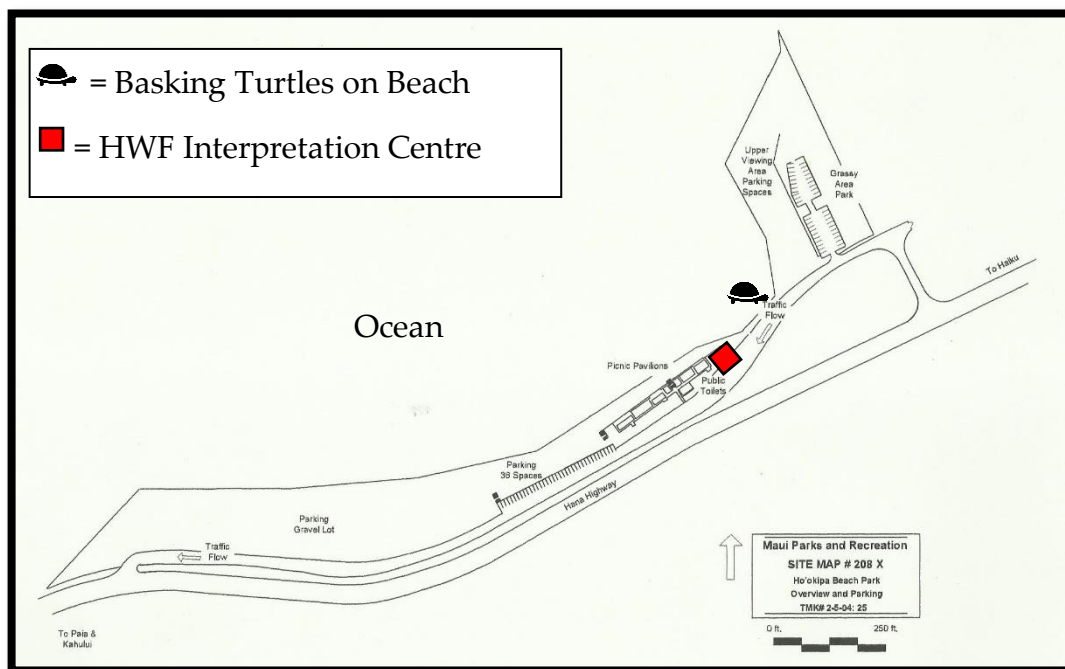 = Basking Turtles on Beach
= HWF Interpretation Centre
Upper
Viewing
Area
Parking
Spaces
Grassy
Area
Park
To Haiku
Traffic
Flow
Ocean
Picnic Pavilions
Public
Toilets
Parking
38 Spaces
Hana Highway
Parking
Gravel Lot
Traffic
Flow
To Paia &
Kahului
Maui Parks and Recreation
SITE MAP # 208 X
Ho'okipa Beach Park
Overview and Parking
TMK# 2-5-04: 25
0 ft.
250 ft.